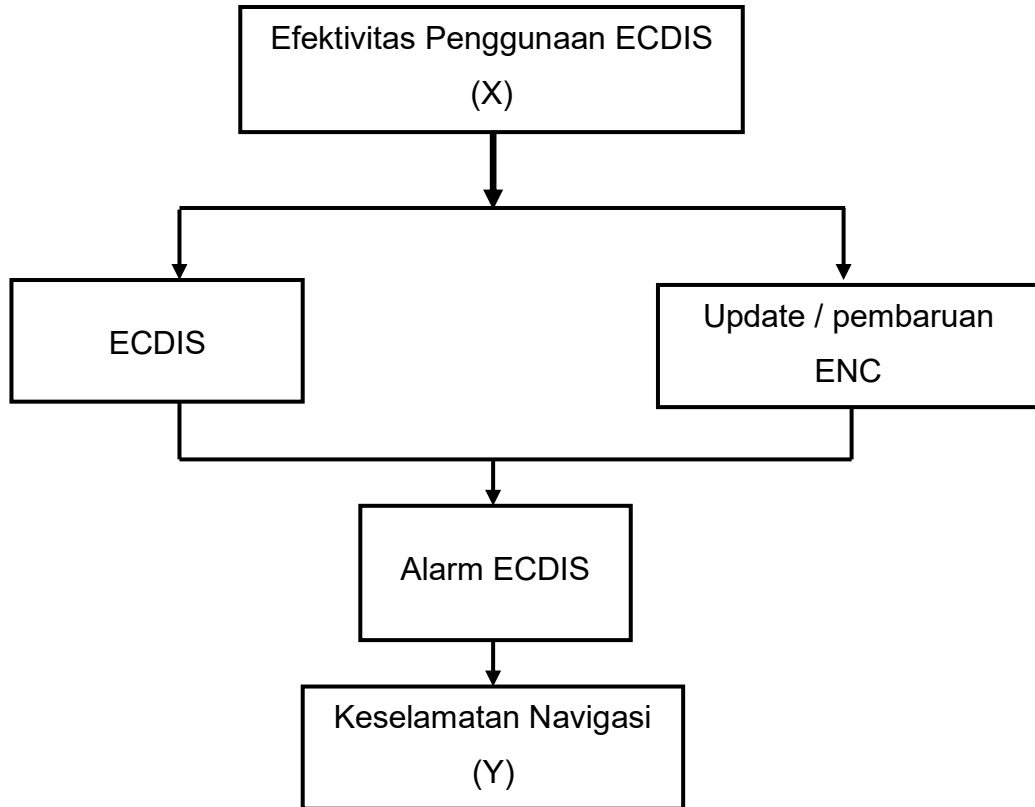 Efektivitas Penggunaan ECDIS
(X)
ECDIS
Update / pembaruan
ENC
Alarm ECDIS
Keselamatan Navigasi
(Y)